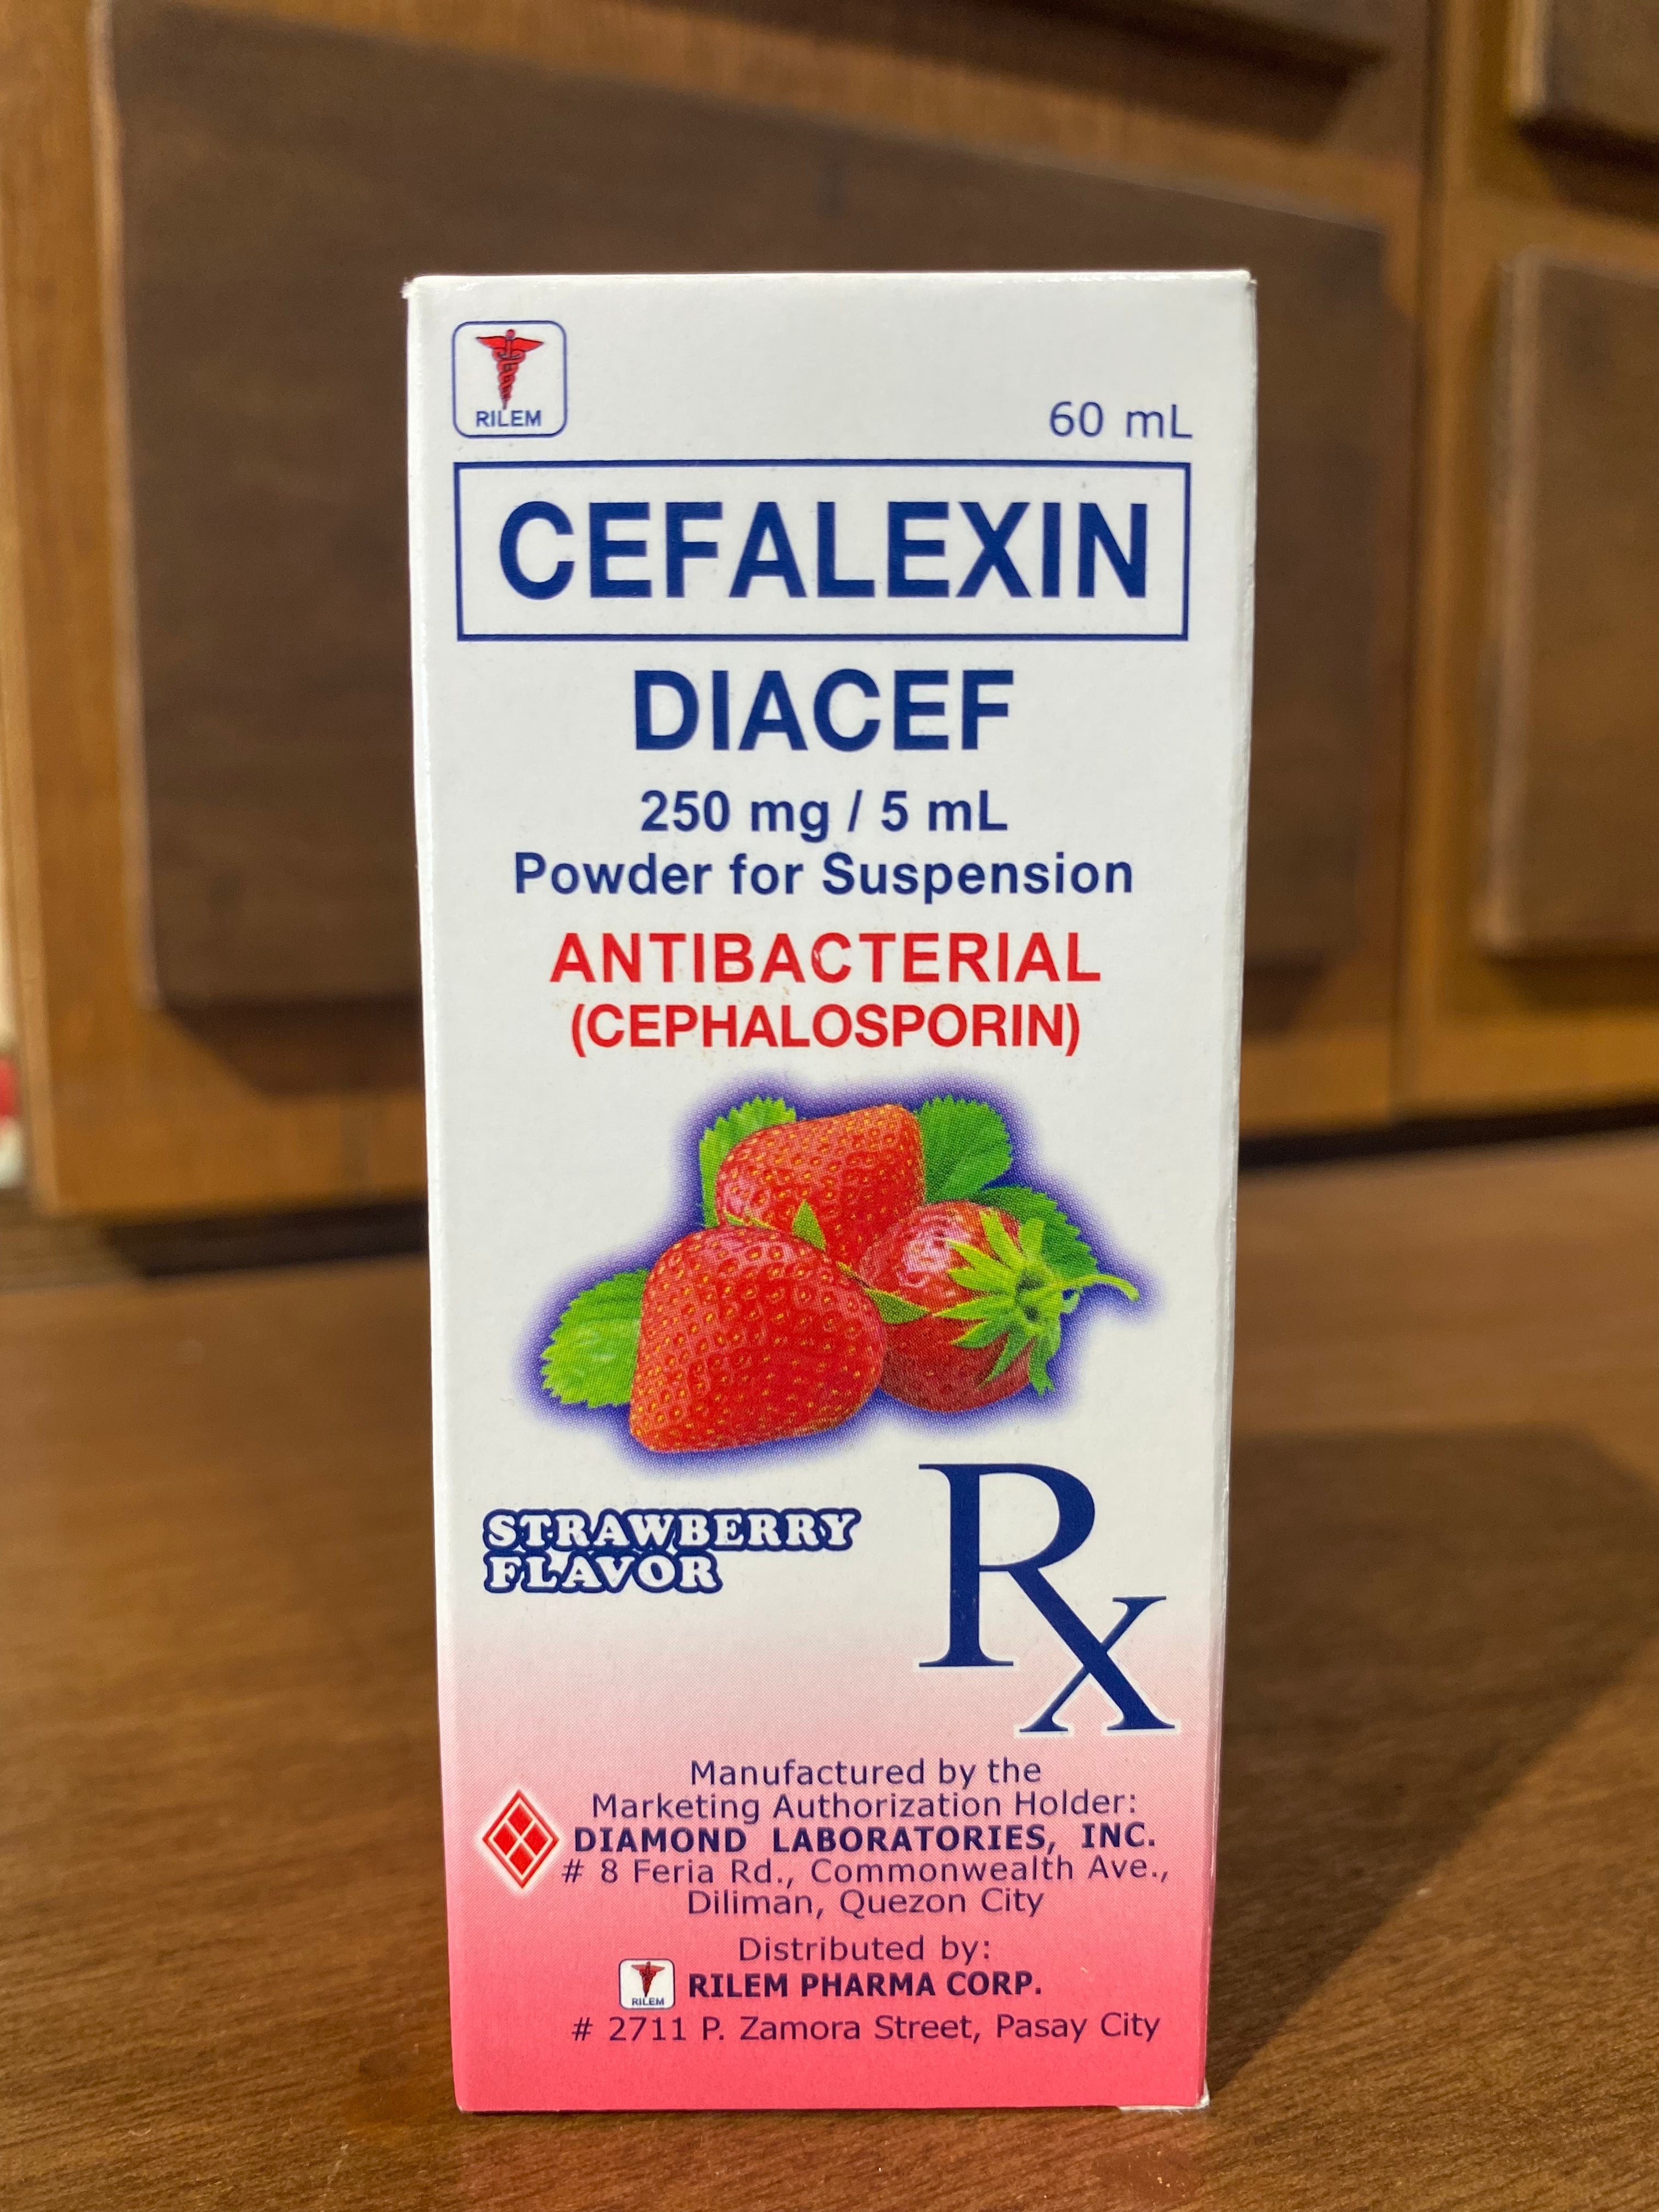 RILEM
60 mL
CEFALEXIN
DIACEF
250 mg / 5 mL
Powder for Suspension
ANTIBACTERIAL
(CEPHALOSPORIN)
STRAWBERRY
FLAVOR
Rx
Manufactured by the
Marketing Authorization Holder:
DIAMOND LABORATORIES, INC.
# 8 Feria Rd., Commonwealth Ave.,
Diliman, Quezon City
Distributed by:
RILEM
RILEM PHARMA CORP.
# 2711 P. Zamora Street, Pasay City